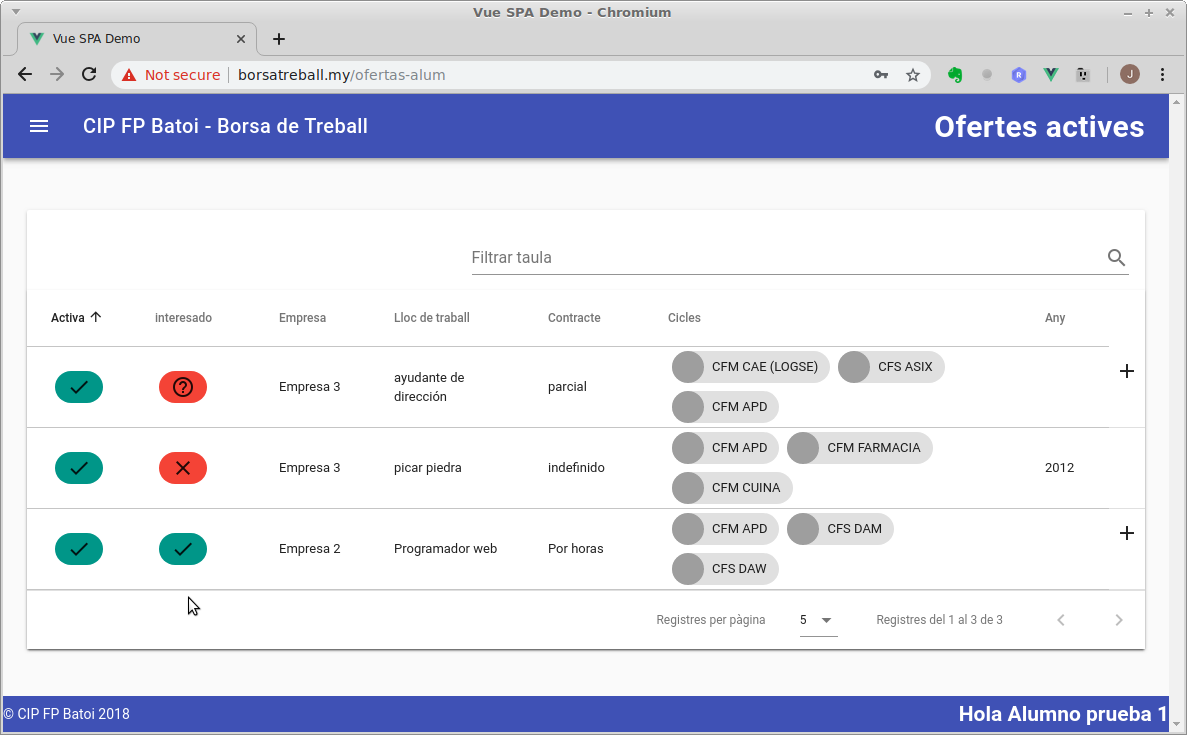 Vue SPA Demo - Chromium
Vue SPA Demo
Not secure borsatreball.my/ofertas-alum
R
J
CIP FP Batoi - Borsa de Treball
Ofertes actives
Filtrar taula
Activa interesado Empresa Lloc de traball Contracte Cicles Any
Empresa 3 ayudante de dirección parcial CFM CAE (LOGSE) CFS ASIX
CFM APD
Empresa 3 picar piedra indefinido CFM APD CFM FARMACIA 2012
CFM CUINA
Empresa 2 Programador web Por horas CFM APD CFS DAM
CFS DAW
Registres per pàgina 5 Registres del 1 al 3 de 3
© CIP FP Batoi 2018
Hola Alumno prueba 1